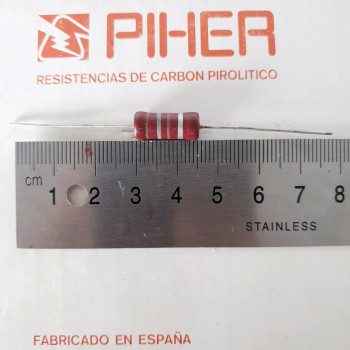 PIHER
RESISTENCIAS DE CARBON PIROLITICO
cm 1 2 3 4 5 6 7 8
STAINLESS
FABRICADO EN ESPAÑA